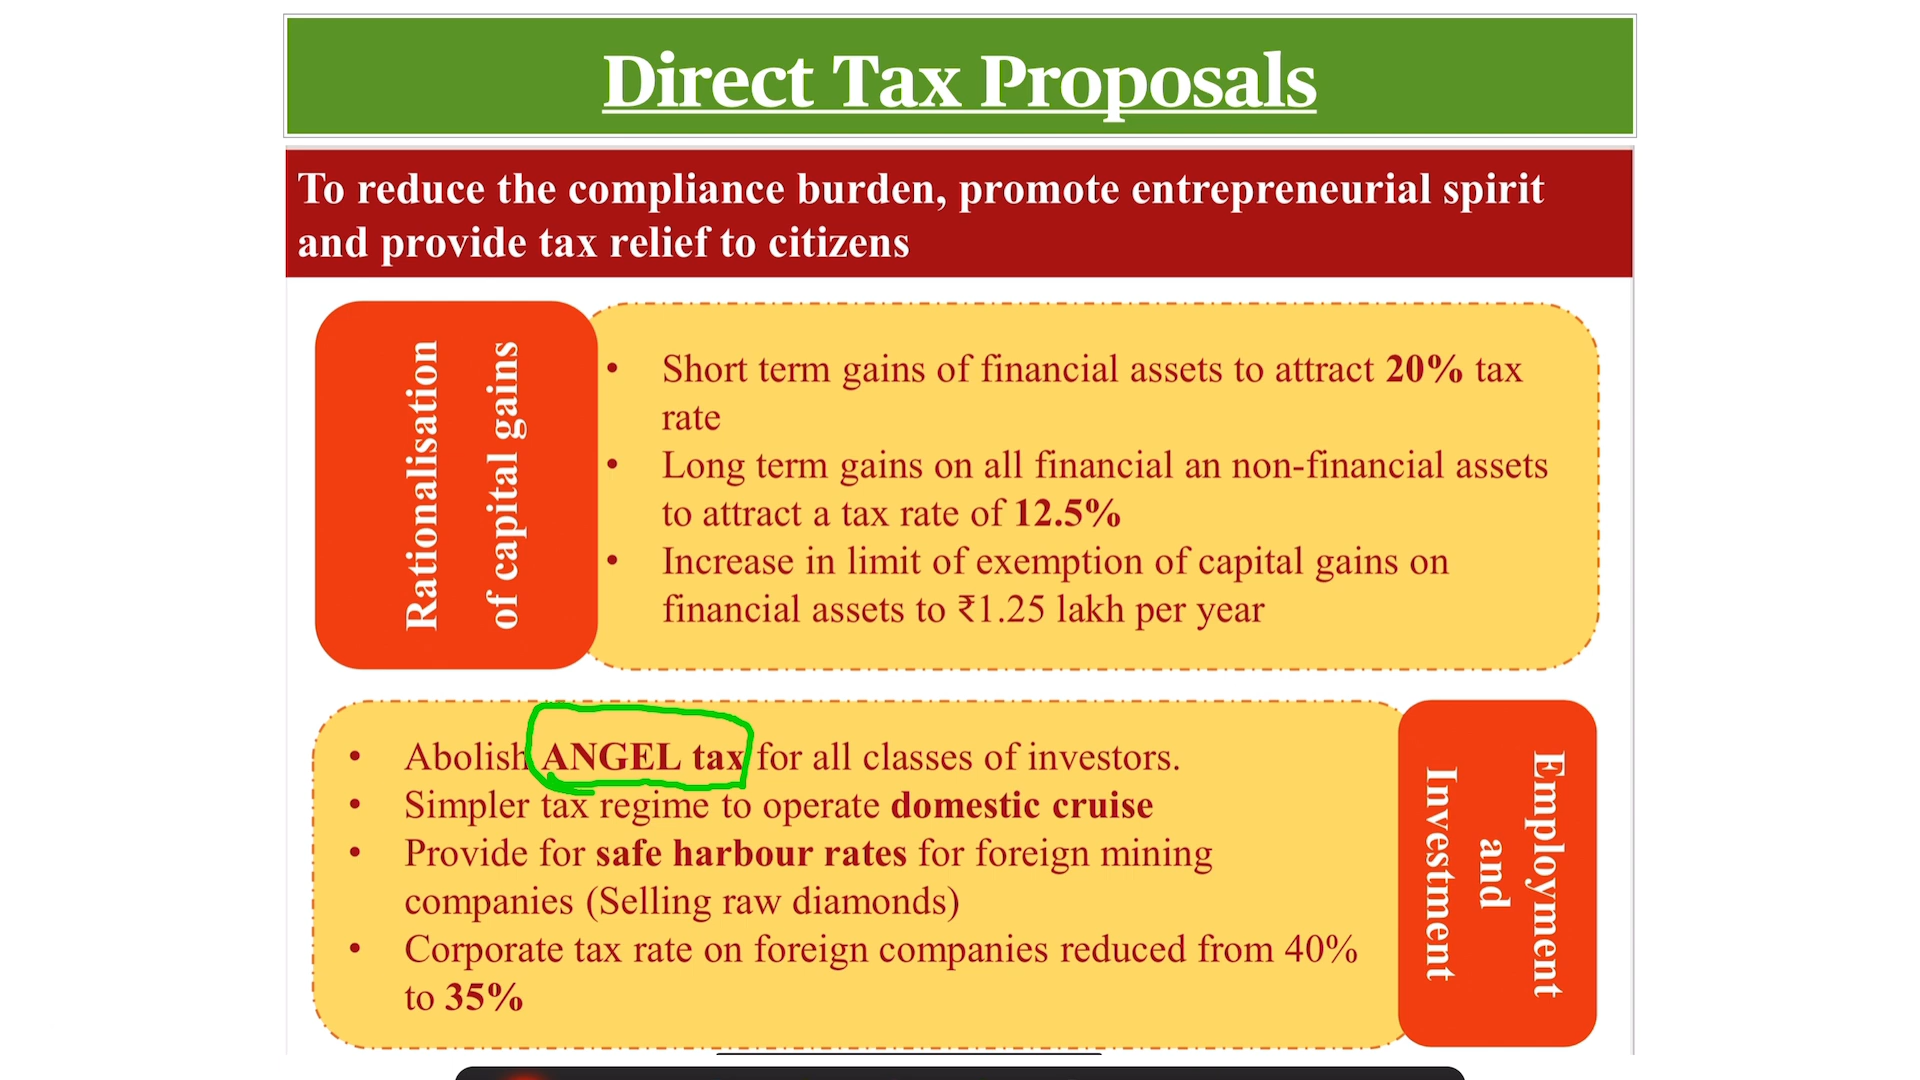 Direct Tax Proposals
To reduce the compliance burden, promote entrepreneurial spirit
and provide tax relief to citizens
Rationalisation
of capital gains
• Short term gains of financial assets to attract 20% tax
rate
• Long term gains on all financial an non-financial assets
to attract a tax rate of 12.5%
• Increase in limit of exemption of capital gains on
financial assets to ₹1.25 lakh per year
• Abolish ANGEL tax for all classes of investors.
• Simpler tax regime to operate domestic cruise
• Provide for safe harbour rates for foreign mining
companies (Selling raw diamonds)
• Corporate tax rate on foreign companies reduced from 40%
to 35%
Employment
and
Investment